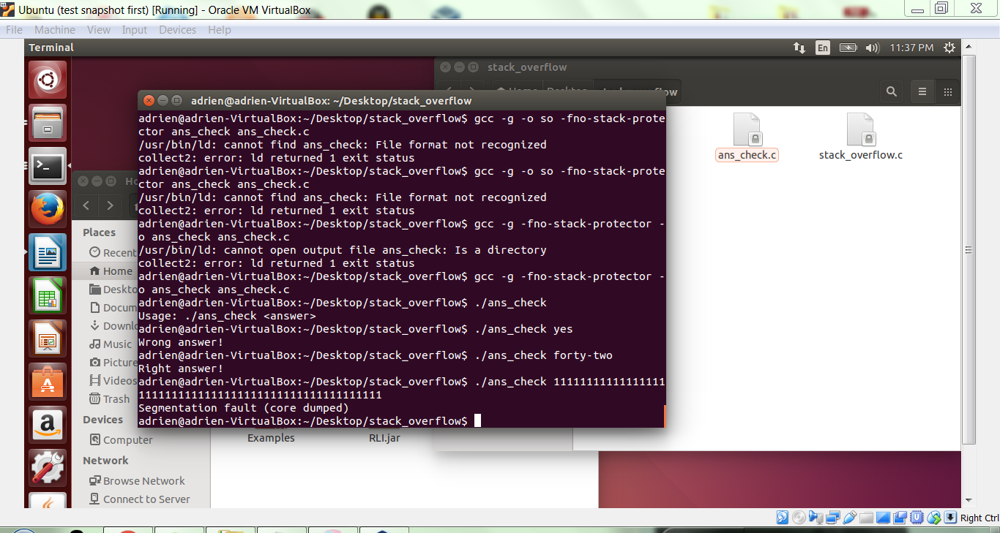 Ubuntu (test snapshot first) [Running] - Oracle VM VirtualBox
File Machine View Input Devices Help
Terminal
En
11:37 PM
stack_overflow
adrien@adrien-VirtualBox: ~/Desktop/stack_overflow
adrien@adrien-VirtualBox:~/Desktop/stack_overflow$ gcc -g -o so -fno-stack-prote
ctor ans_check ans_check.c
/usr/bin/ld: cannot find ans_check: File format not recognized
collect2: error: ld returned 1 exit status
adrien@adrien-VirtualBox:~/Desktop/stack_overflow$ gcc -g -o so -fno-stack-prote
ctor ans_check ans_check.c
/usr/bin/ld: cannot find ans_check: File format not recognized
collect2: error: ld returned 1 exit status
adrien@adrien-VirtualBox:~/Desktop/stack_overflow$ gcc -g -fno-stack-protector -
o ans_check ans_check.c
/usr/bin/ld: cannot open output file ans_check: Is a directory
collect2: error: ld returned 1 exit status
adrien@adrien-VirtualBox:~/Desktop/stack_overflow$ gcc -g -fno-stack-protector -
o ans_check ans_check.c
adrien@adrien-VirtualBox:~/Desktop/stack_overflow$ ./ans_check
Usage: ./ans_check <answer>
adrien@adrien-VirtualBox:~/Desktop/stack_overflow$ ./ans_check yes
Wrong answer!
adrien@adrien-VirtualBox:~/Desktop/stack_overflow$ ./ans_check forty-two
Right answer!
adrien@adrien-VirtualBox:~/Desktop/stack_overflow$ ./ans_check 11111111111111111
1111111111111111111111111111111111111
Segmentation fault (core dumped)
adrien@adrien-VirtualBox:~/Desktop/stack_overflow$
ans_check.c
stack_overflow.c
Places
Recent
Home
Deskto
Docum
Downlo
Music
Picture
Videos
Trash
Devices
Computer
Network
Browse Network
Connect to Server
Examples
RLI.jar
Right Ctrl